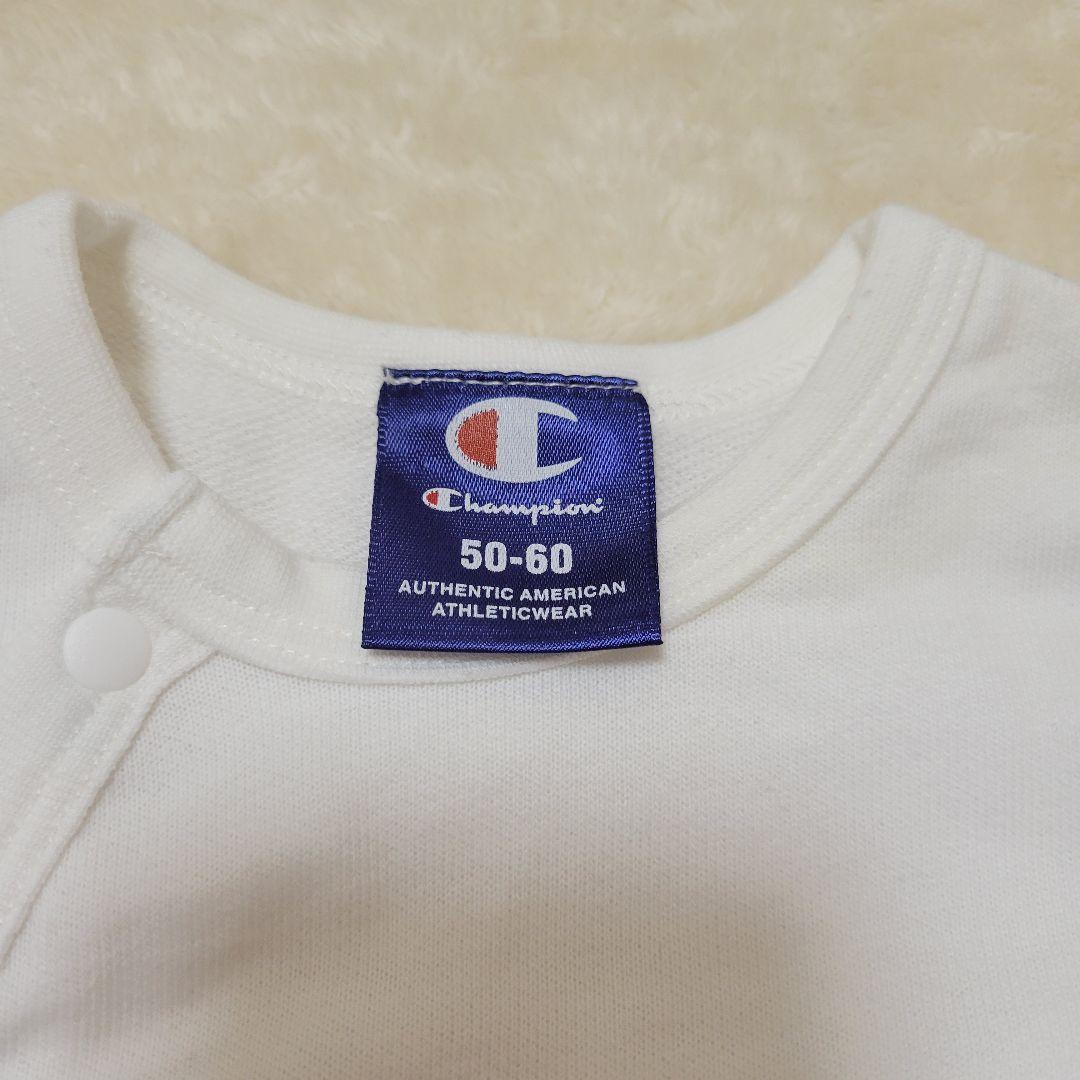 Champion
50-60
AUTHENTIC AMERICAN
ATHLETICWEAR